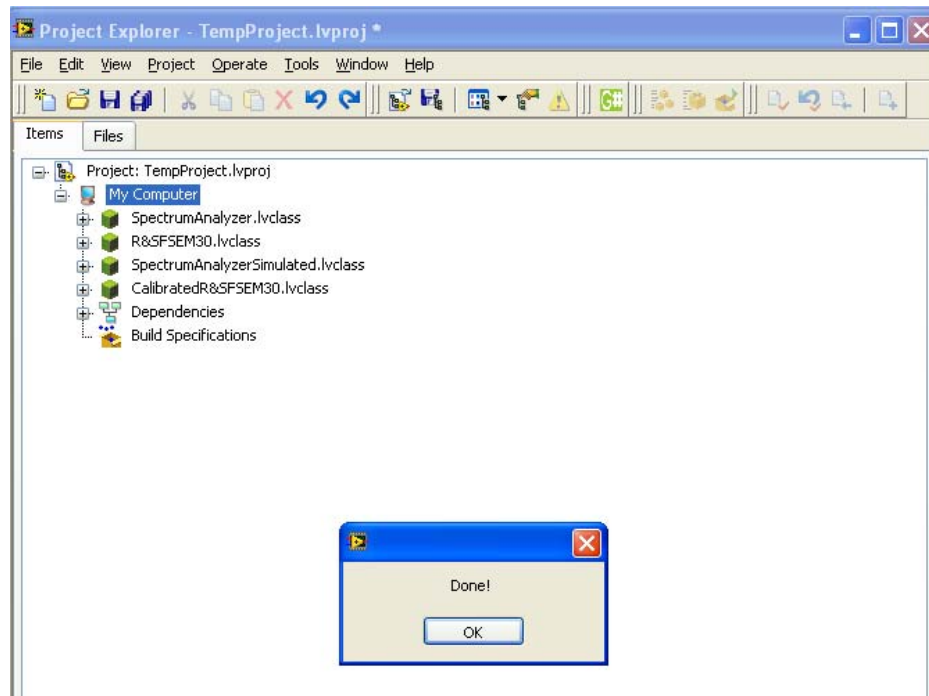 Project Explorer - TempProject.lvproj *
File Edit View Project Operate Tools Window Help
G#
Items Files
Project: TempProject.lvproj
My Computer
SpectrumAnalyzer.lvclass
R&SFSEM30.lvclass
SpectrumAnalyzerSimulated.lvclass
CalibratedR&SFSEM30.lvclass
Dependencies
Build Specifications
Done!
OK